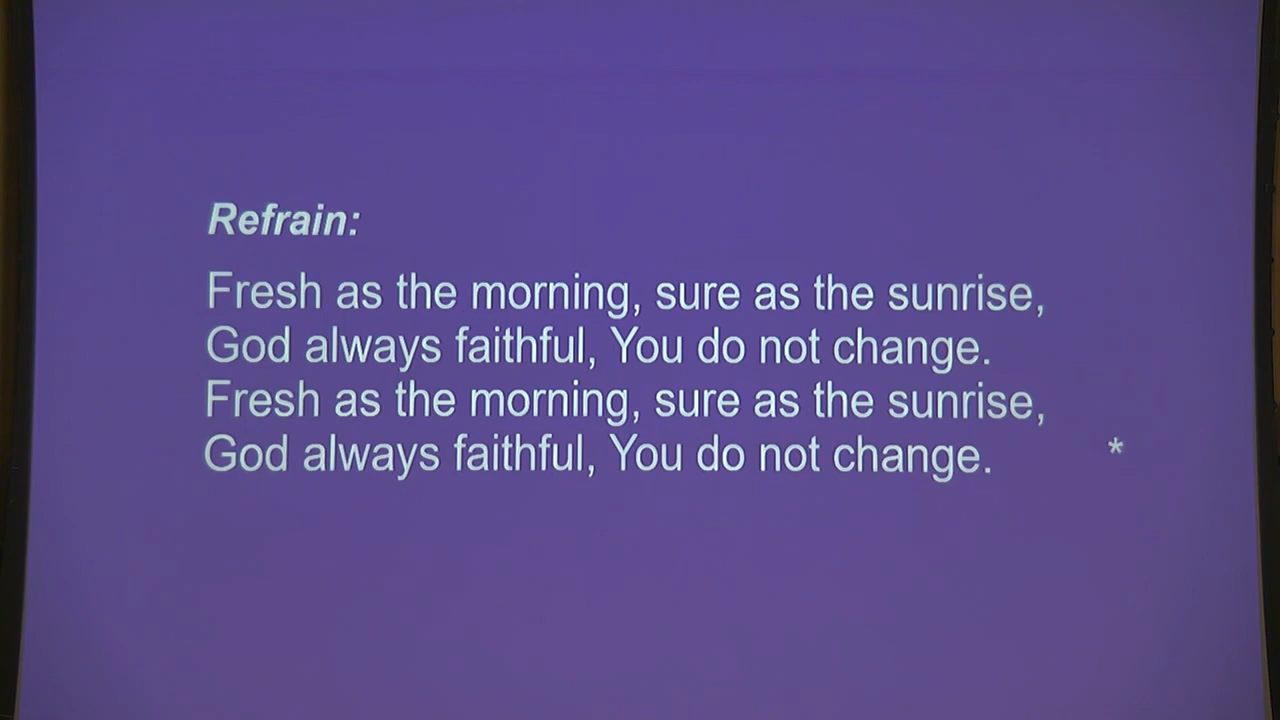 Refrain:
Fresh as the morning, sure as the sunrise,
God always faithful, You do not change.
Fresh as the morning, sure as the sunrise,
God always faithful, You do not change. *